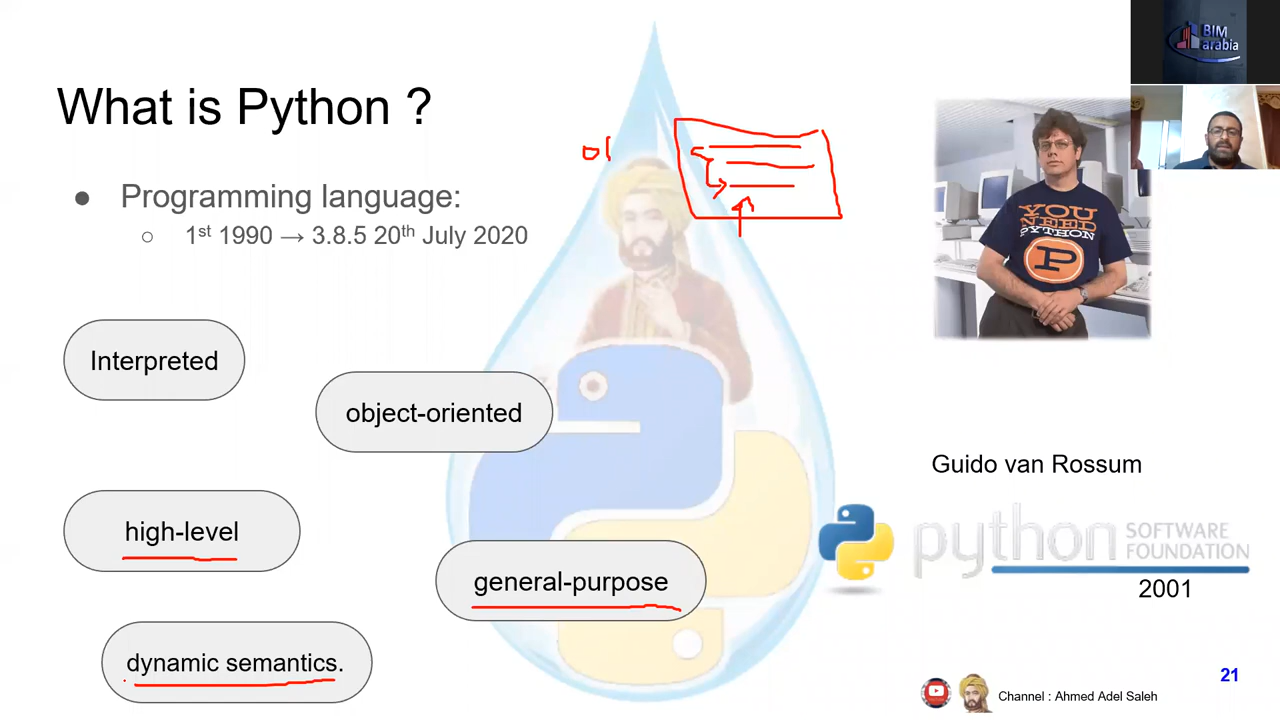 What is Python ?
● Programming language:
○ 1st 1990 → 3.8.5 20th July 2020
01
Interpreted
object-oriented
high-level
general-purpose
dynamic semantics.
BIM
arabia
YOU
NEED
PYTHON
P
Guido van Rossum
python SOFTWARE
FOUNDATION
2001
21
Channel : Ahmed Adel Saleh